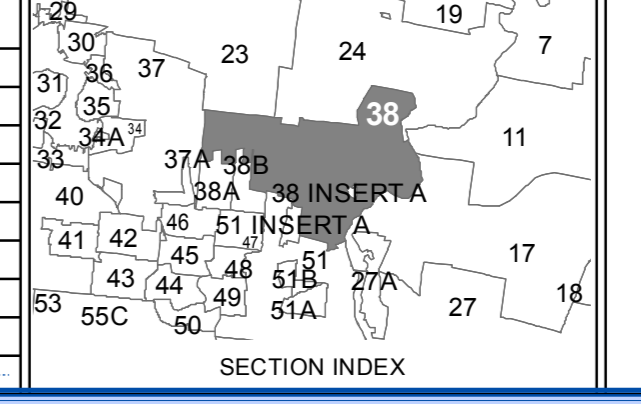 29
19
30
7
23
24
37
36
31
35
38
32
34
34A
11
33
37A
38B
38A
38 INSERT A
40
46
51 INSERT A
41
42
47
45
17
51
48
43
44
51B
27A
49
18
53
27
55C
51A
50
SECTION INDEX